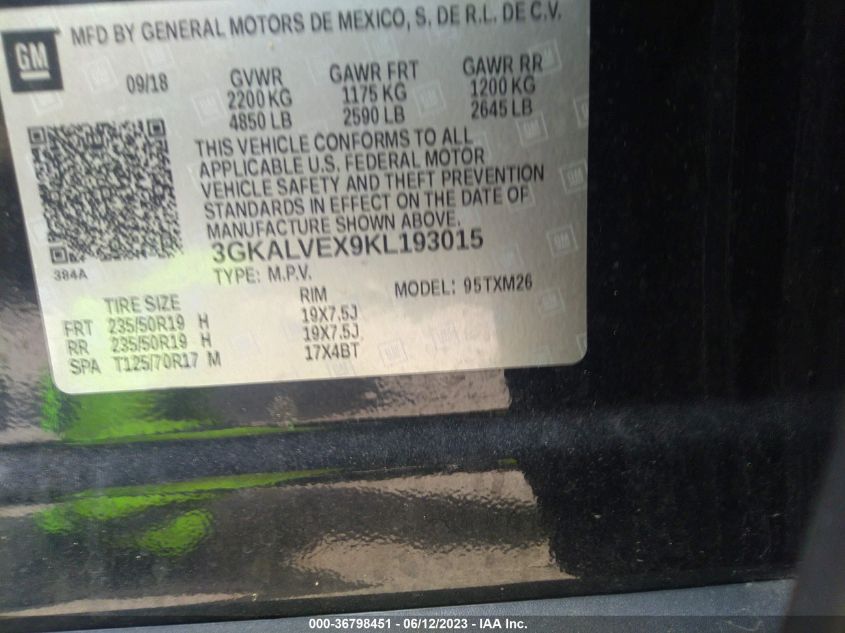 GM
MFD BY GENERAL MOTORS DE MEXICO, S. DE R.L. DE C.V.
09/18 GVWR GAWR FRT GAWR RR
2200 KG 1175 KG 1200 KG
4850 LB 2590 LB 2645 LB
THIS VEHICLE CONFORMS TO ALL
APPLICABLE U.S. FEDERAL MOTOR
VEHICLE SAFETY AND THEFT PREVENTION
STANDARDS IN EFFECT ON THE DATE OF
MANUFACTURE SHOWN ABOVE.
3GKALVEX9KL193015
384A
TYPE: M.P.V. MODEL: 95TXM26
TIRE SIZE RIM
FRT 235/50R19 H 19X7.5J
RR 235/50R19 H 19X7.5J
SPA T125/70R17 M 17X4BT
000-36798451 - 06/12/2023 - IAA Inc.